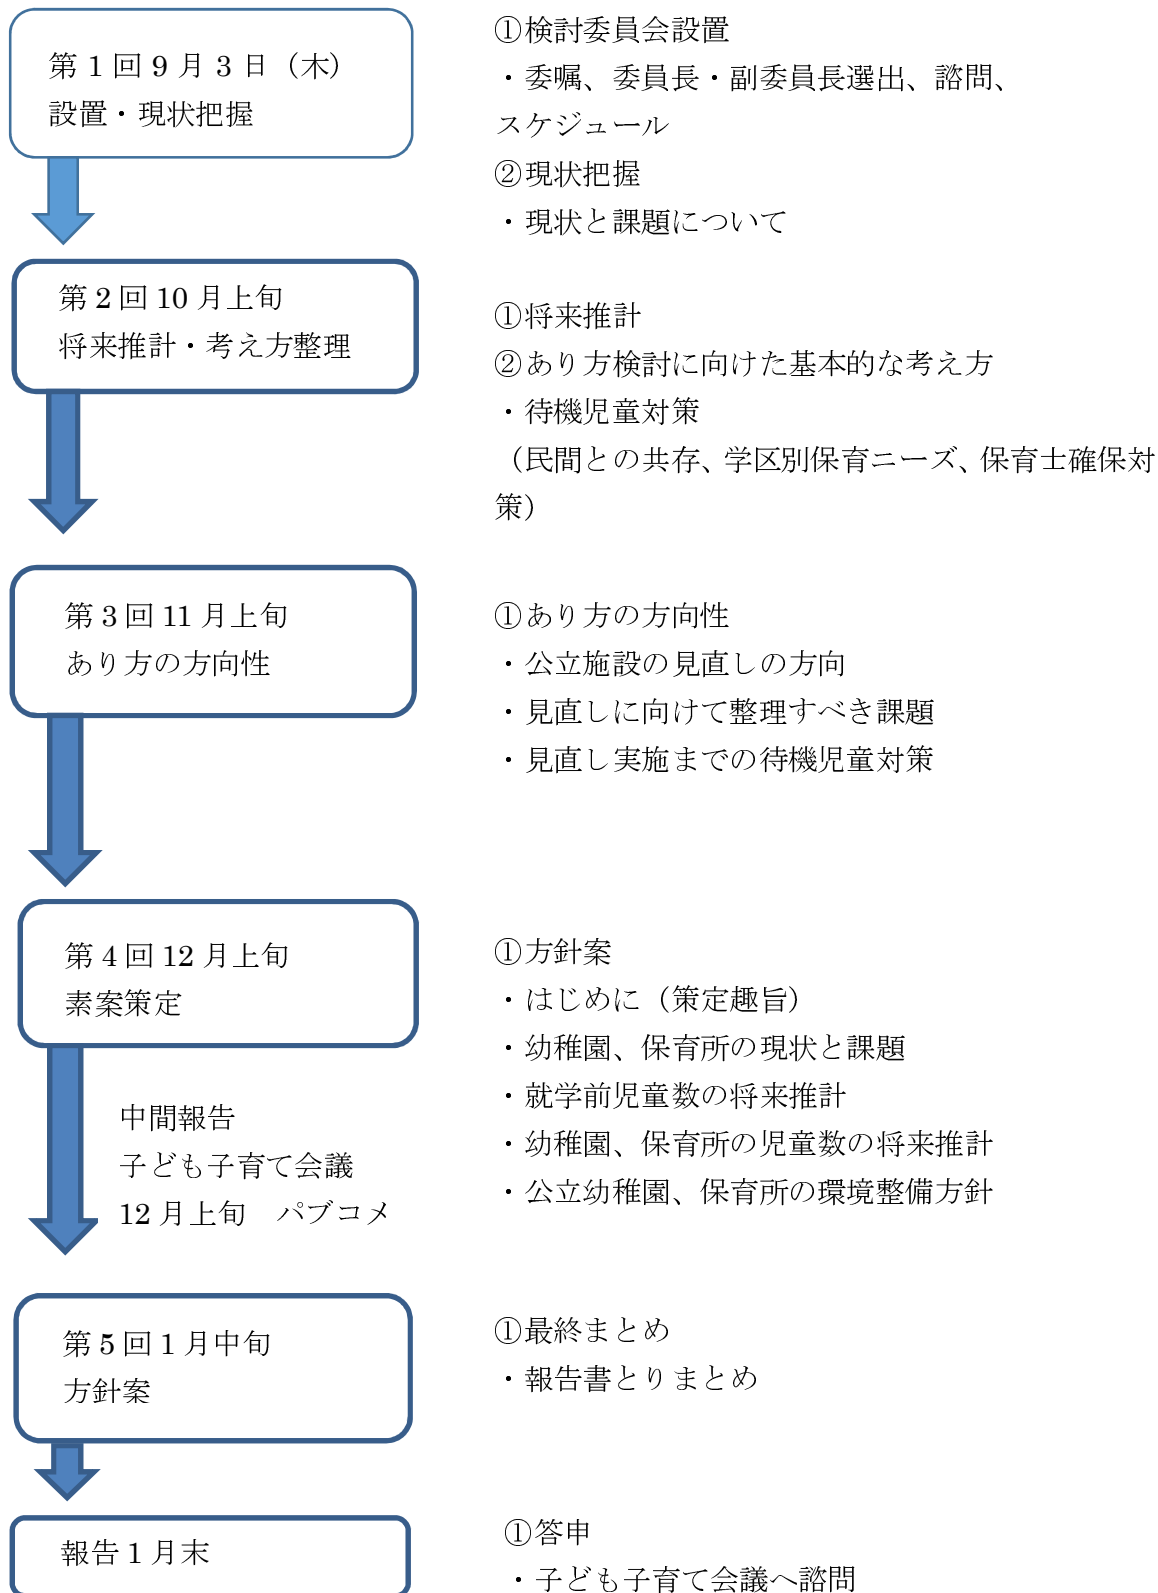 第1回9月3日（木）
設置・現状把握
①検討委員会設置
・委嘱、委員長・副委員長選出、諮問、
スケジュール
②現状把握
・現状と課題について
第2回10月上旬
将来推計・考え方整理
①将来推計
②あり方検討に向けた基本的な考え方
・待機児童対策
（民間との共存、学区別保育ニーズ、保育士確保対
策）
第3回11月上旬
あり方の方向性
①あり方の方向性
・公立施設の見直しの方向
・見直しに向けて整理すべき課題
・見直し実施までの待機児童対策
第4回12月上旬
素案策定
①方針案
・はじめに（策定趣旨）
・幼稚園、保育所の現状と課題
・就学前児童数の将来推計
・幼稚園、保育所の児童数の将来推計
・公立幼稚園、保育所の環境整備方針
中間報告
子ども子育て会議
12月上旬　パブコメ
第5回1月中旬
方針案
①最終まとめ
・報告書とりまとめ
報告1月末
①答申
・子ども子育て会議へ諮問